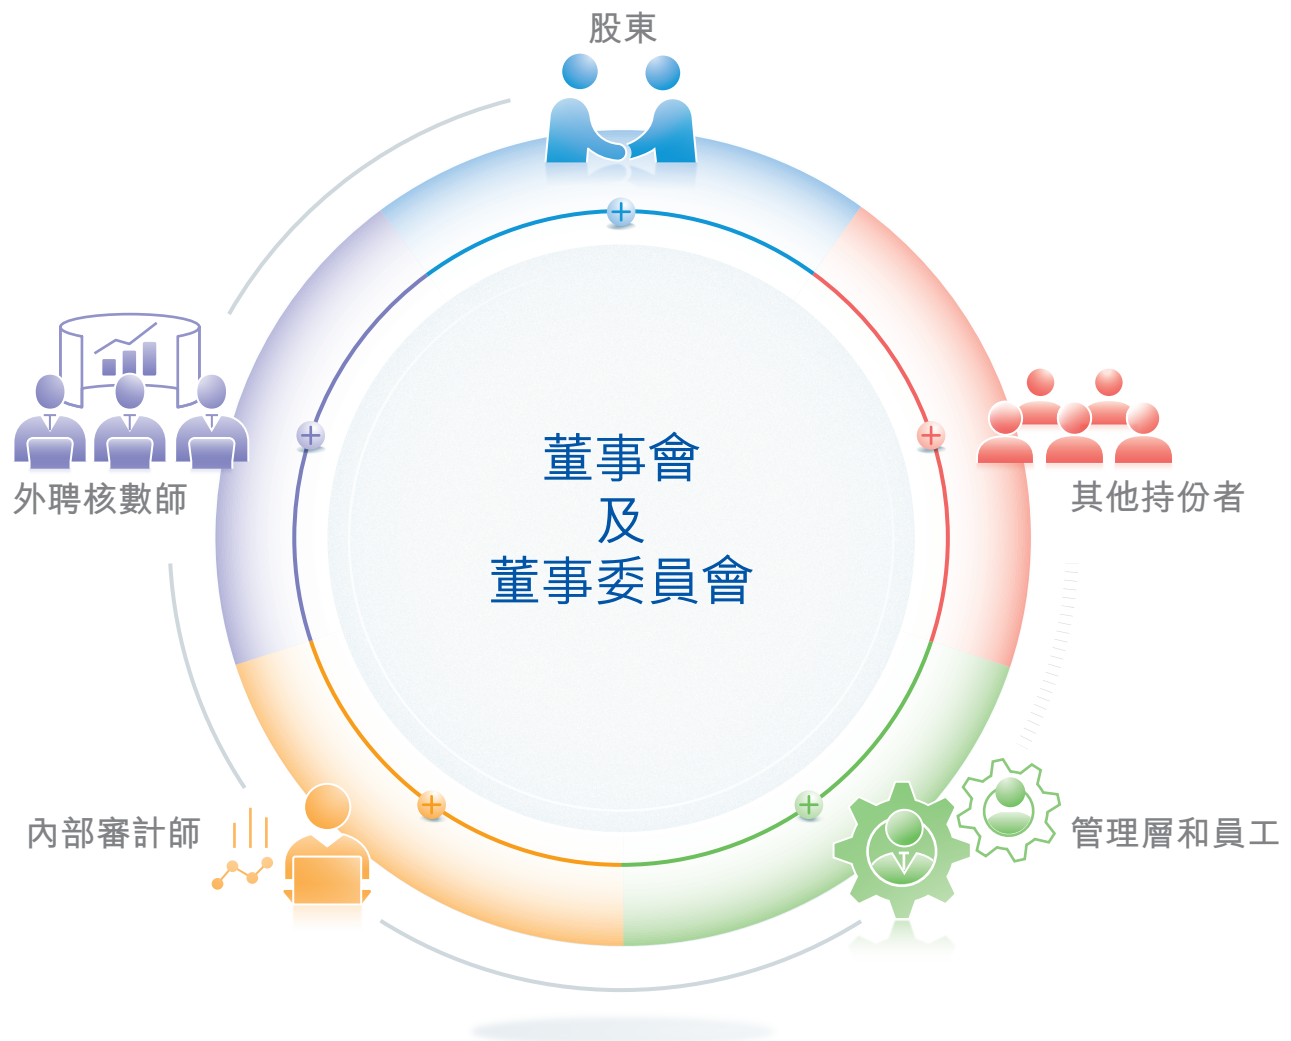 股東
外聘核數師
其他持份者
董事會
及
董事委員會
內部審計師
管理層和員工